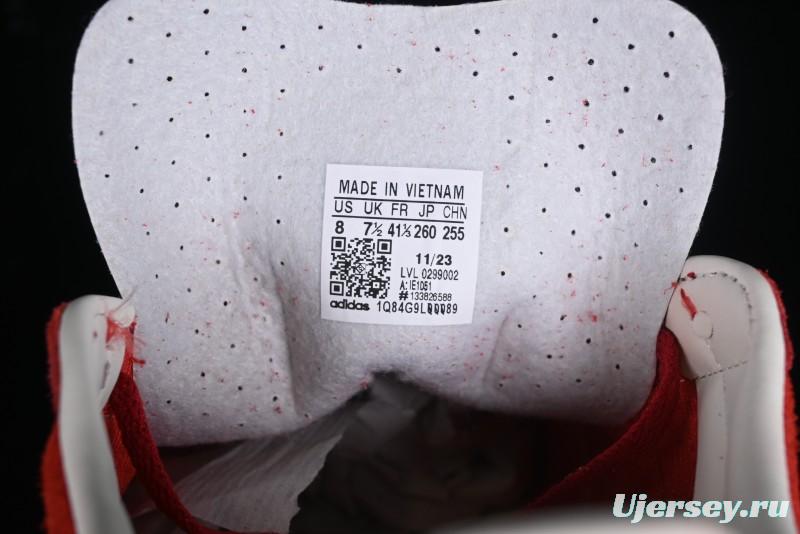 MADE IN VIETNAM
US UK FR JP CHN
8 7½ 41⅓ 260 255
11/23
LVL 0299002
A: IE1051
# 133826588
adidas 1Q84G9L00089
Ujersey.ru